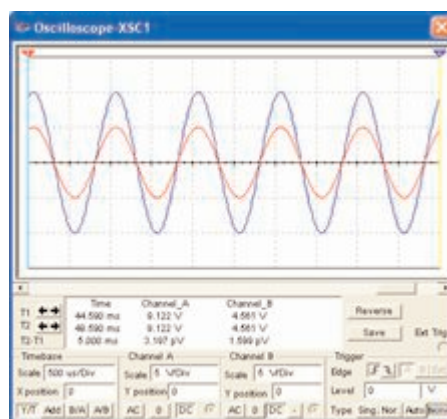 Oscilloscope-XSC1
Time Channel_A Channel_B
T1 44.590 ms 9.122 V 4.561 V
T2 49.590 ms 9.122 V 4.561 V
T2-T1 5.000 ms 3.197 pV 1.599 pV
Reverse
Save
Ext Trig
Timebase Channel A Channel B Trigger
Scale 500 us/Div Scale 5 V/Div Scale 5 V/Div Edge
X position 0 Y position 0 Y position 0 Level 0 V
Y/T Add B/A A/B AC 0 DC AC 0 DC - Type Sing. Nor. Auto